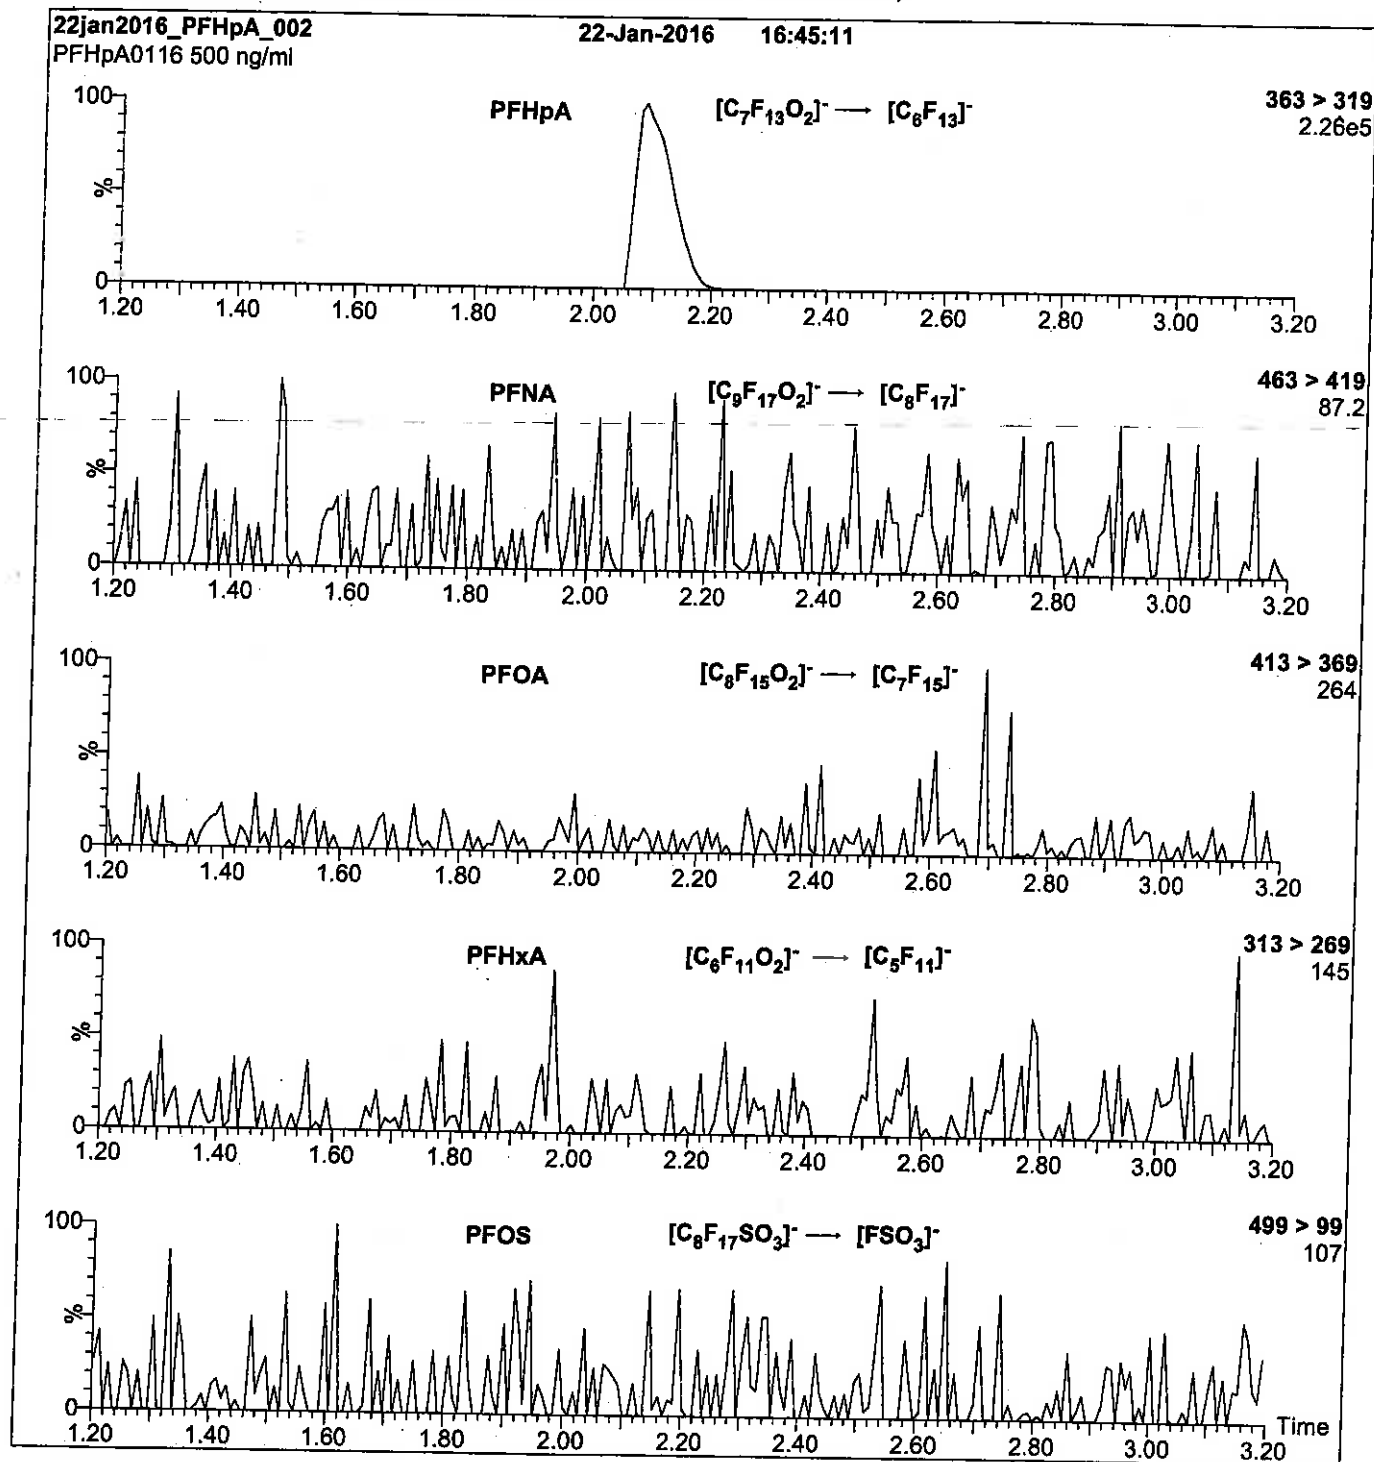 22jan2016_PFHpA_002 22-Jan-2016 16:45:11
PFHpA0116 500 ng/ml
PFHpA [C₇F₁₃O₂]⁻ → [C₆F₁₃]⁻ 363 > 319
2.26e5
100
%
0
1.20 1.40 1.60 1.80 2.00 2.20 2.40 2.60 2.80 3.00 3.20
PFNA [C₉F₁₇O₂]⁻ → [C₈F₁₇]⁻ 463 > 419
87.2
100
%
0
1.20 1.40 1.60 1.80 2.00 2.20 2.40 2.60 2.80 3.00 3.20
PFOA [C₈F₁₅O₂]⁻ → [C₇F₁₅]⁻ 413 > 369
264
100
%
0
1.20 1.40 1.60 1.80 2.00 2.20 2.40 2.60 2.80 3.00 3.20
PFHxA [C₆F₁₁O₂]⁻ → [C₅F₁₁]⁻ 313 > 269
145
100
%
0
1.20 1.40 1.60 1.80 2.00 2.20 2.40 2.60 2.80 3.00 3.20
PFOS [C₈F₁₇SO₃]⁻ → [FSO₃]⁻ 499 > 99
107
100
%
0
1.20 1.40 1.60 1.80 2.00 2.20 2.40 2.60 2.80 3.00 3.20 Time